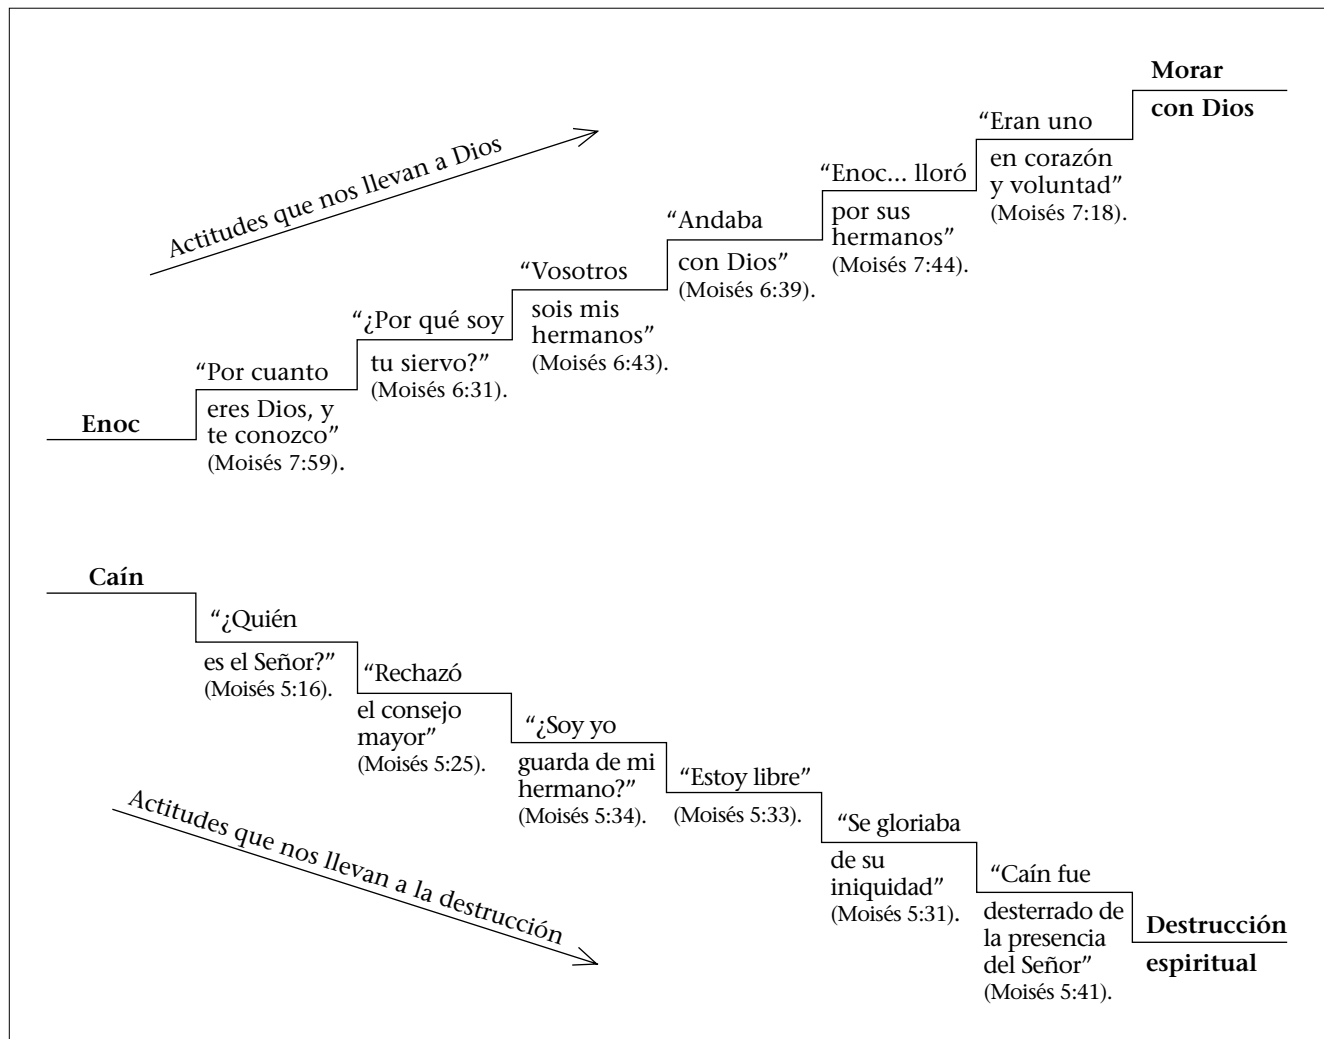 Actitudes que nos llevan a Dios
Enoc
“Por cuanto
eres Dios, y
te conozco”
(Moisés 7:59).
“¿Por qué soy
tu siervo?”
(Moisés 6:31).
“Vosotros
sois mis
hermanos”
(Moisés 6:43).
“Andaba
con Dios”
(Moisés 6:39).
“Enoc... lloró
por sus
hermanos”
(Moisés 7:44).
“Eran uno
en corazón
y voluntad”
(Moisés 7:18).
Morar
con Dios
Caín
“¿Quién
es el Señor?”
(Moisés 5:16).
“Rechazó
el consejo
mayor”
(Moisés 5:25).
“¿Soy yo
guarda de mi
hermano?”
(Moisés 5:34).
“Estoy libre”
(Moisés 5:33).
“Se gloriaba
de su
iniquidad”
(Moisés 5:31).
“Caín fue
desterrado de
la presencia
del Señor”
(Moisés 5:41).
Destrucción
espiritual
Actitudes que nos llevan a la destrucción